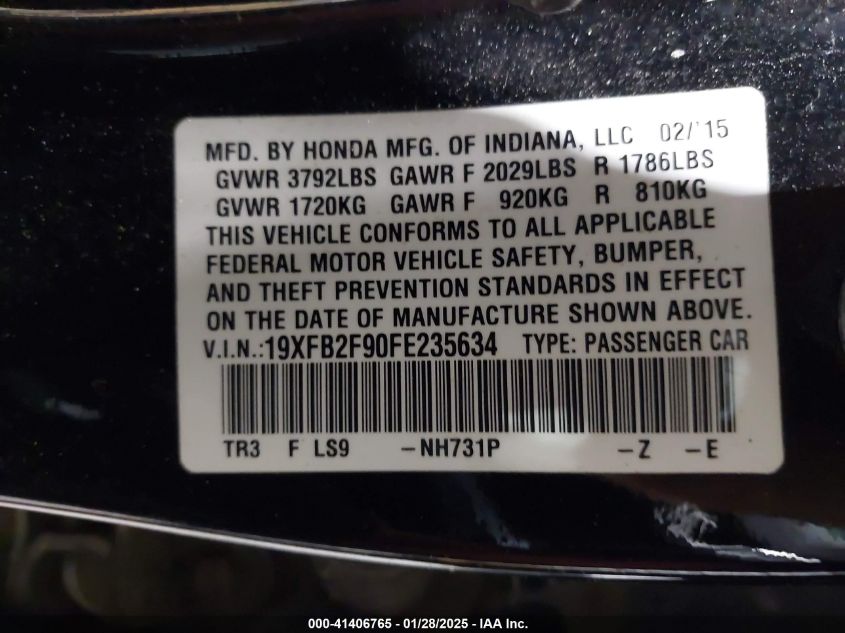 MFD. BY HONDA MFG. OF INDIANA, LLC 02/'15
GVWR 3792LBS GAWR F 2029LBS R 1786LBS
GVWR 1720KG GAWR F 920KG R 810KG
THIS VEHICLE CONFORMS TO ALL APPLICABLE
FEDERAL MOTOR VEHICLE SAFETY, BUMPER,
AND THEFT PREVENTION STANDARDS IN EFFECT
ON THE DATE OF MANUFACTURE SHOWN ABOVE.
V.I.N.:19XFB2F90FE235634 TYPE: PASSENGER CAR
TR3 F LS9 -NH731P -Z -E
000-41406765 - 01/28/2025 - IAA Inc.